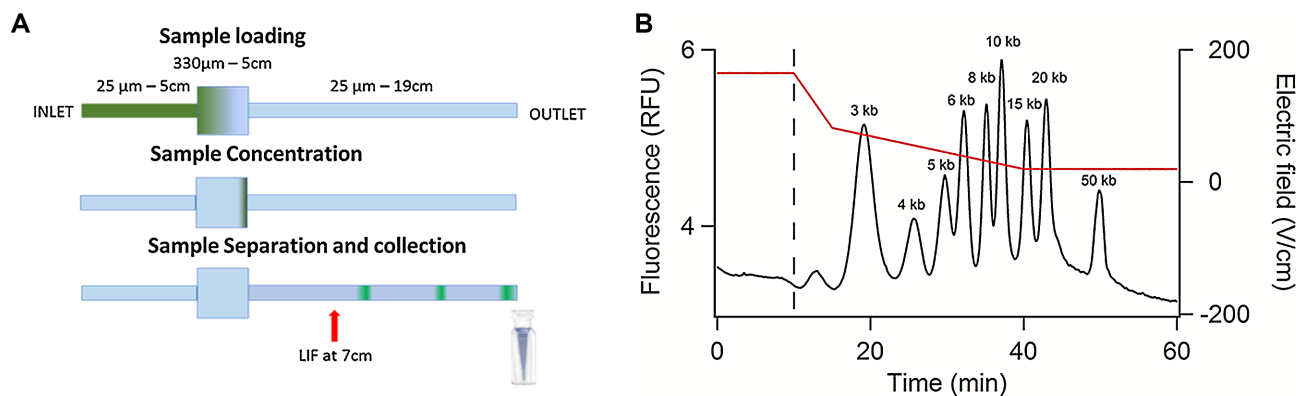 A
Sample loading
330µm – 5cm
25 µm – 5cm
25 µm – 19cm
INLET
OUTLET
Sample Concentration
Sample Separation and collection
LIF at 7cm
B
Fluorescence (RFU)
6
4
3 kb
4 kb
5 kb
6 kb
8 kb
10 kb
15 kb
20 kb
50 kb
200
0
-200
Electric field (V/cm)
0
20
40
60
Time (min)